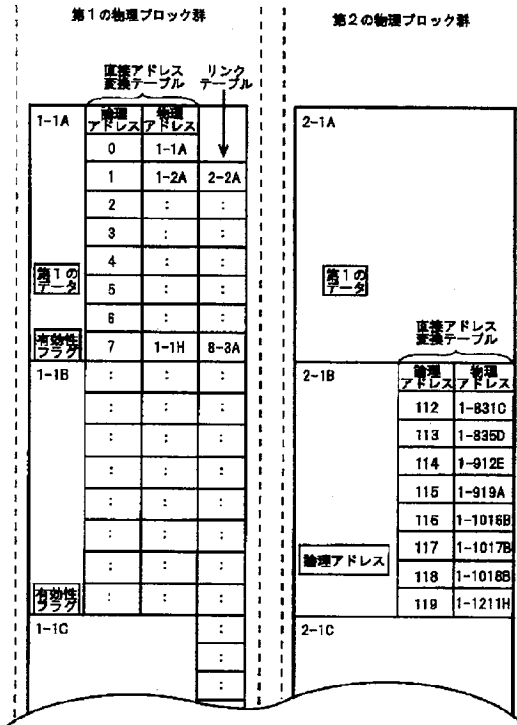 第1の物理ブロック群
第2の物理ブロック群
直接アドレス
変換テーブル
リンク
テーブル
1-1A
論理
アドレス
物理
アドレス
0 1-1A
1 1-2A 2-2A
2 : :
3 : :
4 : :
5 : :
6 : :
7 1-1H 8-3A
第1の
データ
有効性
フラグ
1-1B
: : :
: : :
: : :
: : :
: : :
: : :
: : :
: : :
有効性
フラグ
1-1C
:
:
:
2-1A
第1の
データ
直接アドレス
変換テーブル
2-1B
論理
アドレス
物理
アドレス
112 1-831C
113 1-835D
114 1-912E
115 1-919A
116 1-1016B
117 1-1017B
118 1-1018B
119 1-1211H
論理アドレス
2-1C